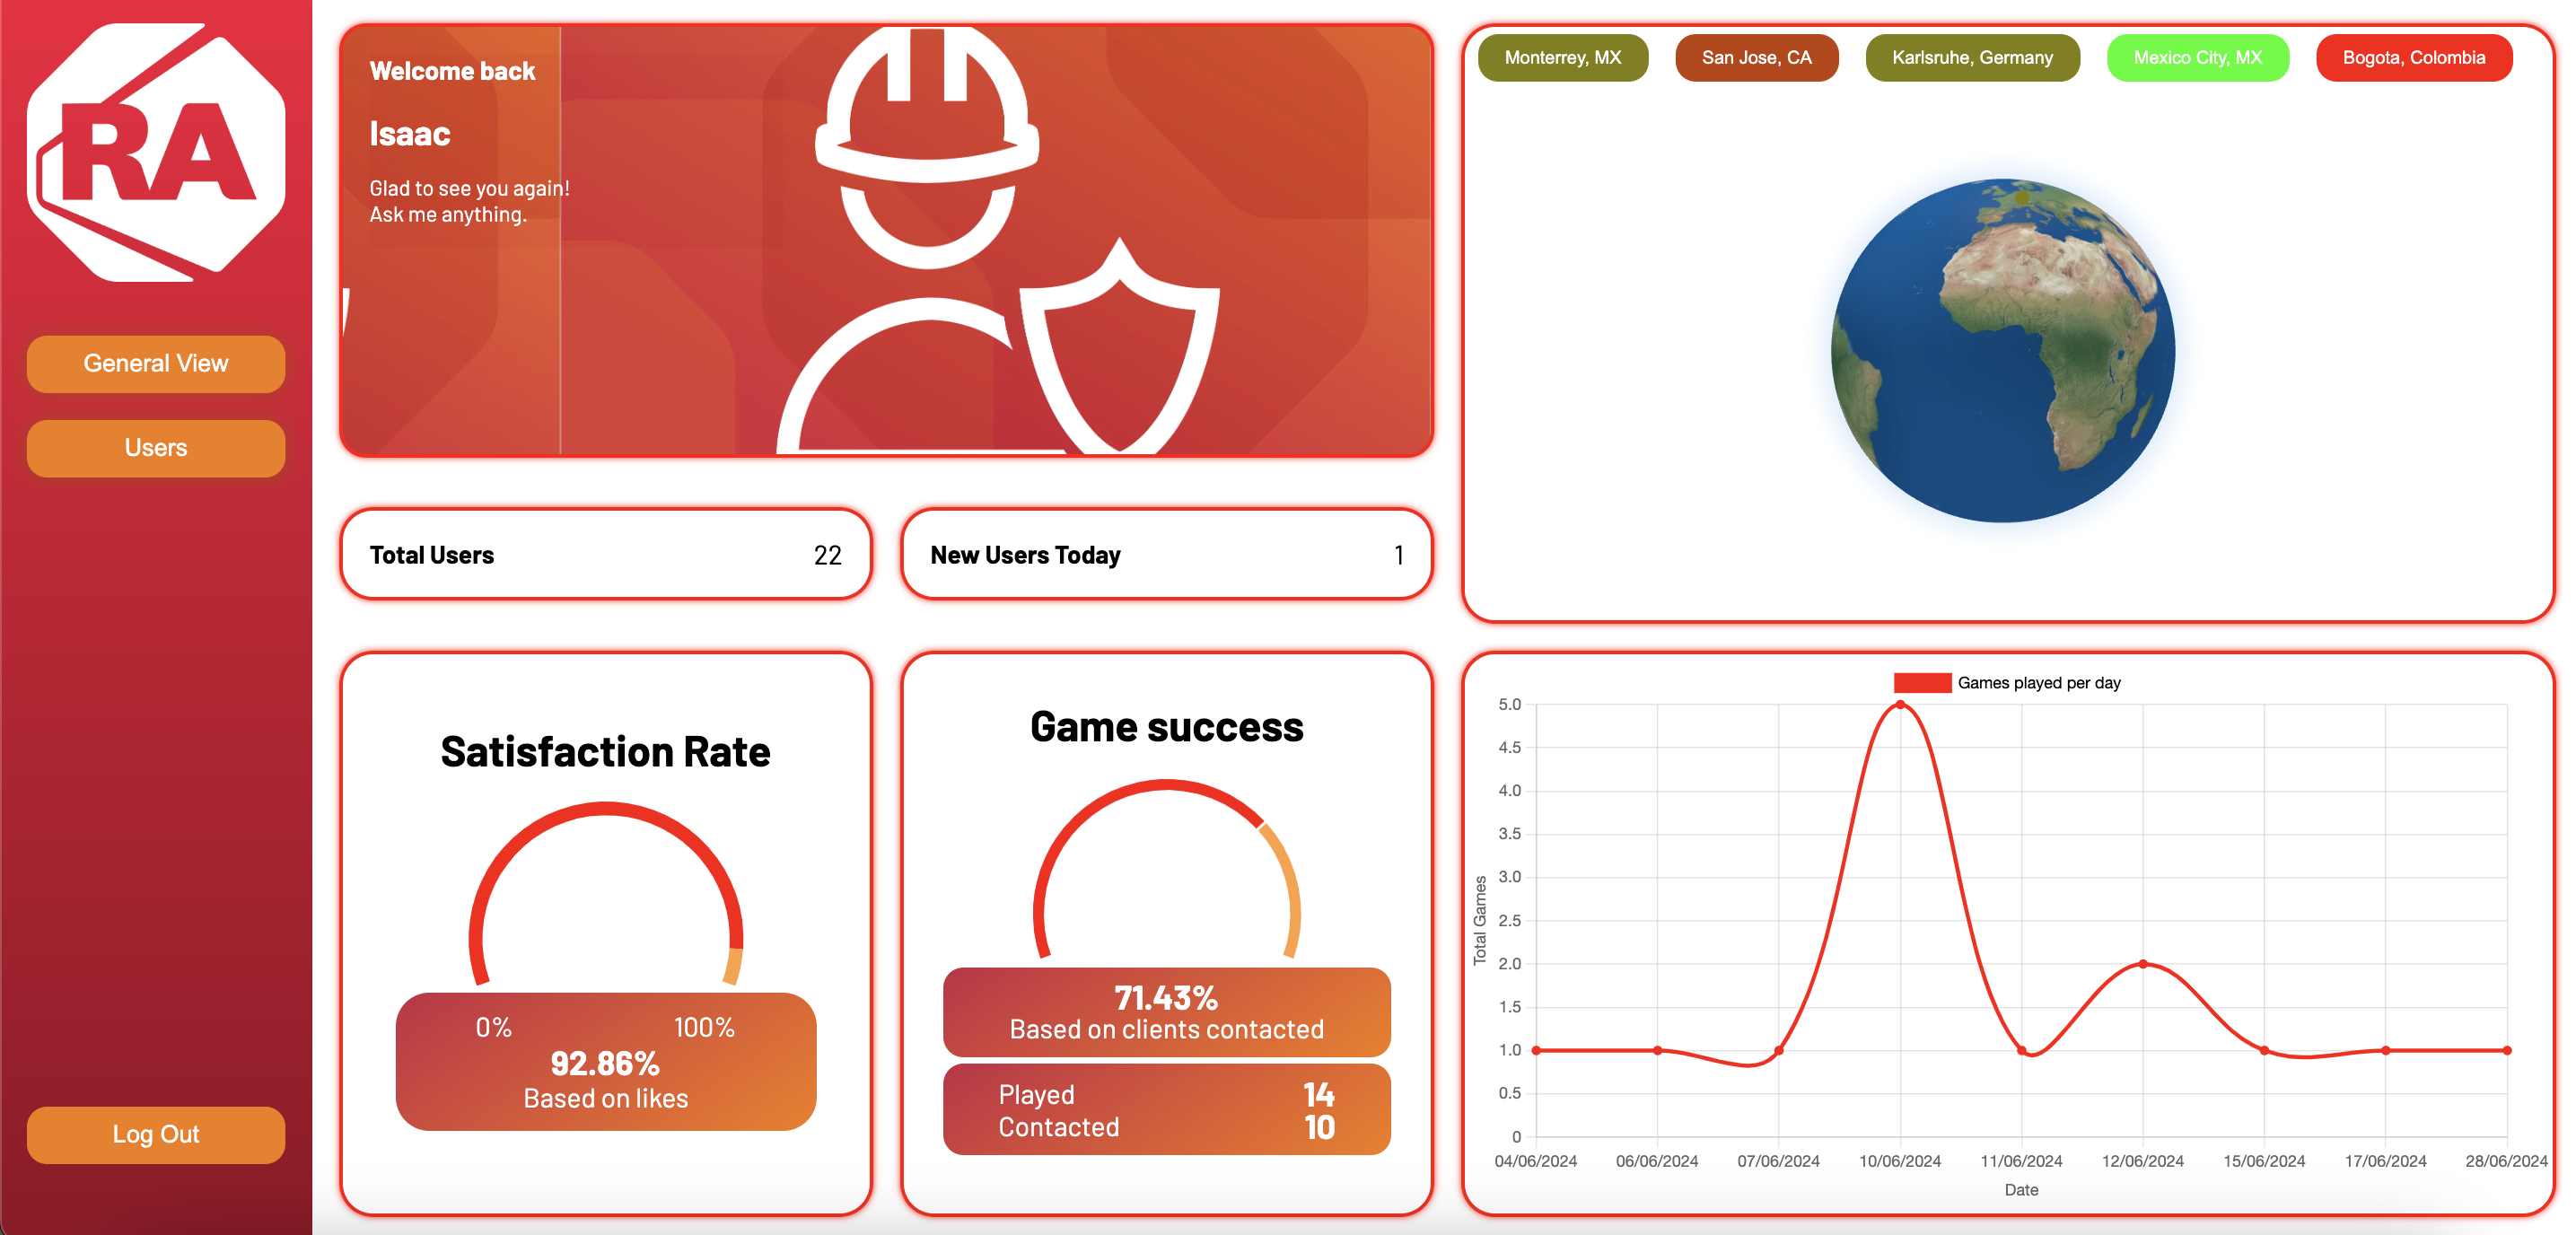 RA
General View
Users
Log Out
Welcome back
Isaac
Glad to see you again!
Ask me anything.
Total Users 22
New Users Today 1
Monterrey, MX San Jose, CA Karlsruhe, Germany Mexico City, MX Bogota, Colombia
Satisfaction Rate
0% 100%
92.86%
Based on likes
Game success
71.43%
Based on clients contacted
Played 14
Contacted 10
Games played per day
Total Games
5.0
4.5
4.0
3.5
3.0
2.5
2.0
1.5
1.0
0.5
0
04/06/2024 06/06/2024 07/06/2024 10/06/2024 11/06/2024 12/06/2024 15/06/2024 17/06/2024 28/06/2024
Date